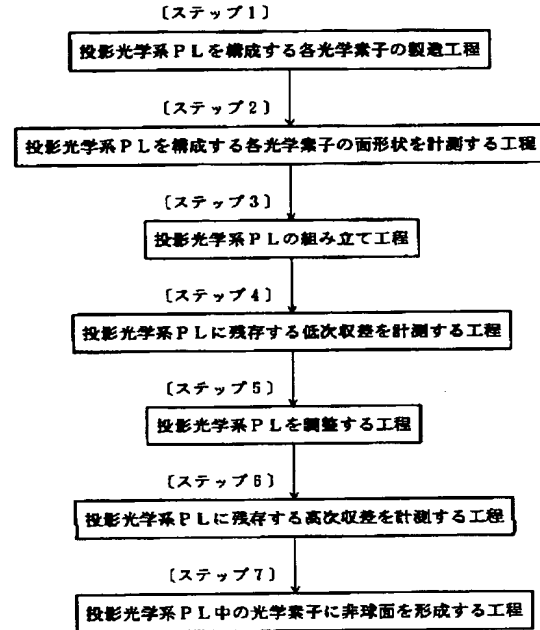 〔ステップ1〕
投影光学系PLを構成する各光学素子の製造工程
〔ステップ2〕
投影光学系PLを構成する各光学素子の面形状を計測する工程
〔ステップ3〕
投影光学系PLの組み立て工程
〔ステップ4〕
投影光学系PLに残存する低次収差を計測する工程
〔ステップ5〕
投影光学系PLを調整する工程
〔ステップ6〕
投影光学系PLに残存する高次収差を計測する工程
〔ステップ7〕
投影光学系PL中の光学素子に非球面を形成する工程